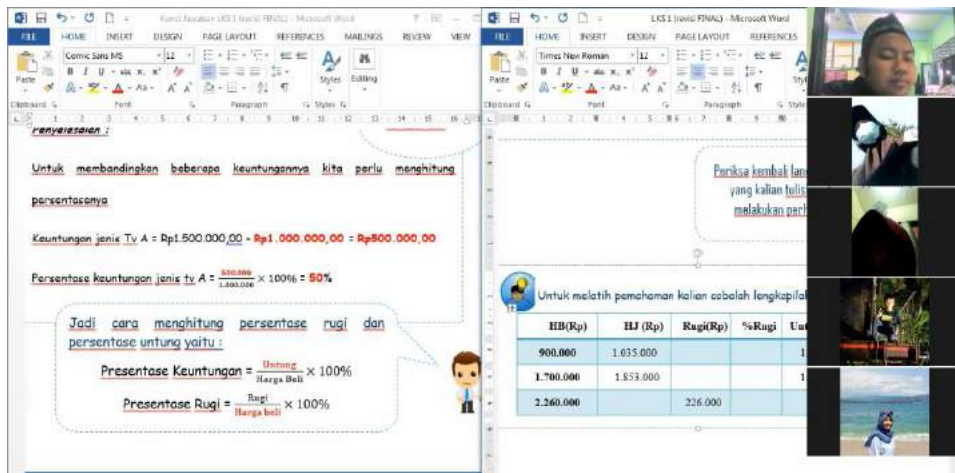 Kunci Jawaban LKS 1 (revisi FINAL) - Microsoft Word
FILE HOME INSERT DESIGN PAGE LAYOUT REFERENCES MAILINGS REVIEW VIEW
Comic Sans MS 12
Paste
Styles Editing
Clipboard Font Paragraph Styles
Penyelesaian :
Untuk membandingkan beberapa keuntungannya kita perlu menghitung
persentasenya
Keuntungan jenis Tv A = Rp1.500.000,00 - Rp1.000.000,00 = Rp500.000,00
Persentase keuntungan jenis tv A = 500.000/1.000.000 × 100% = 50%
Jadi cara menghitung persentase rugi dan
persentase untung yaitu :
Presentase Keuntungan = Untung/Harga Beli × 100%
Presentase Rugi = Rugi/Harga beli × 100%
LKS 1 (revisi FINAL) - Microsoft Word
FILE HOME INSERT DESIGN PAGE LAYOUT REFERENCES
Times New Roman 12
Paste
Clipboard Font Paragraph
Periksa kembali
yang kalian tulis
melakukan
Untuk melatih pemahaman kalian cobalah
HB(Rp) HJ (Rp) Rugi(Rp) %Rugi
900.000 1.035.000
1.700.000 1.853.000
2.260.000 226.000